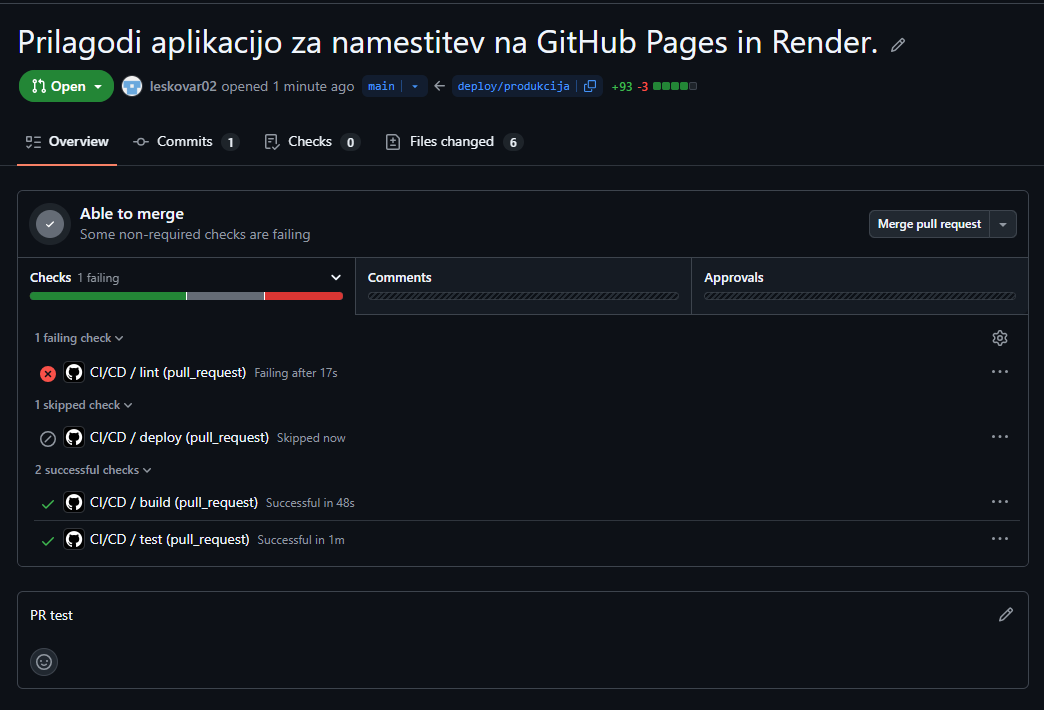 Prilagodi aplikacijo za namestitev na GitHub Pages in Render.
Open leskovar02 opened 1 minute ago main deploy/produkcija +93 -3
Overview Commits 1 Checks 0 Files changed 6
Able to merge
Some non-required checks are failing
Merge pull request
Checks 1 failing
Comments
Approvals
1 failing check
CI/CD / lint (pull_request) Failing after 17s
1 skipped check
CI/CD / deploy (pull_request) Skipped now
2 successful checks
CI/CD / build (pull_request) Successful in 48s
CI/CD / test (pull_request) Successful in 1m
PR test